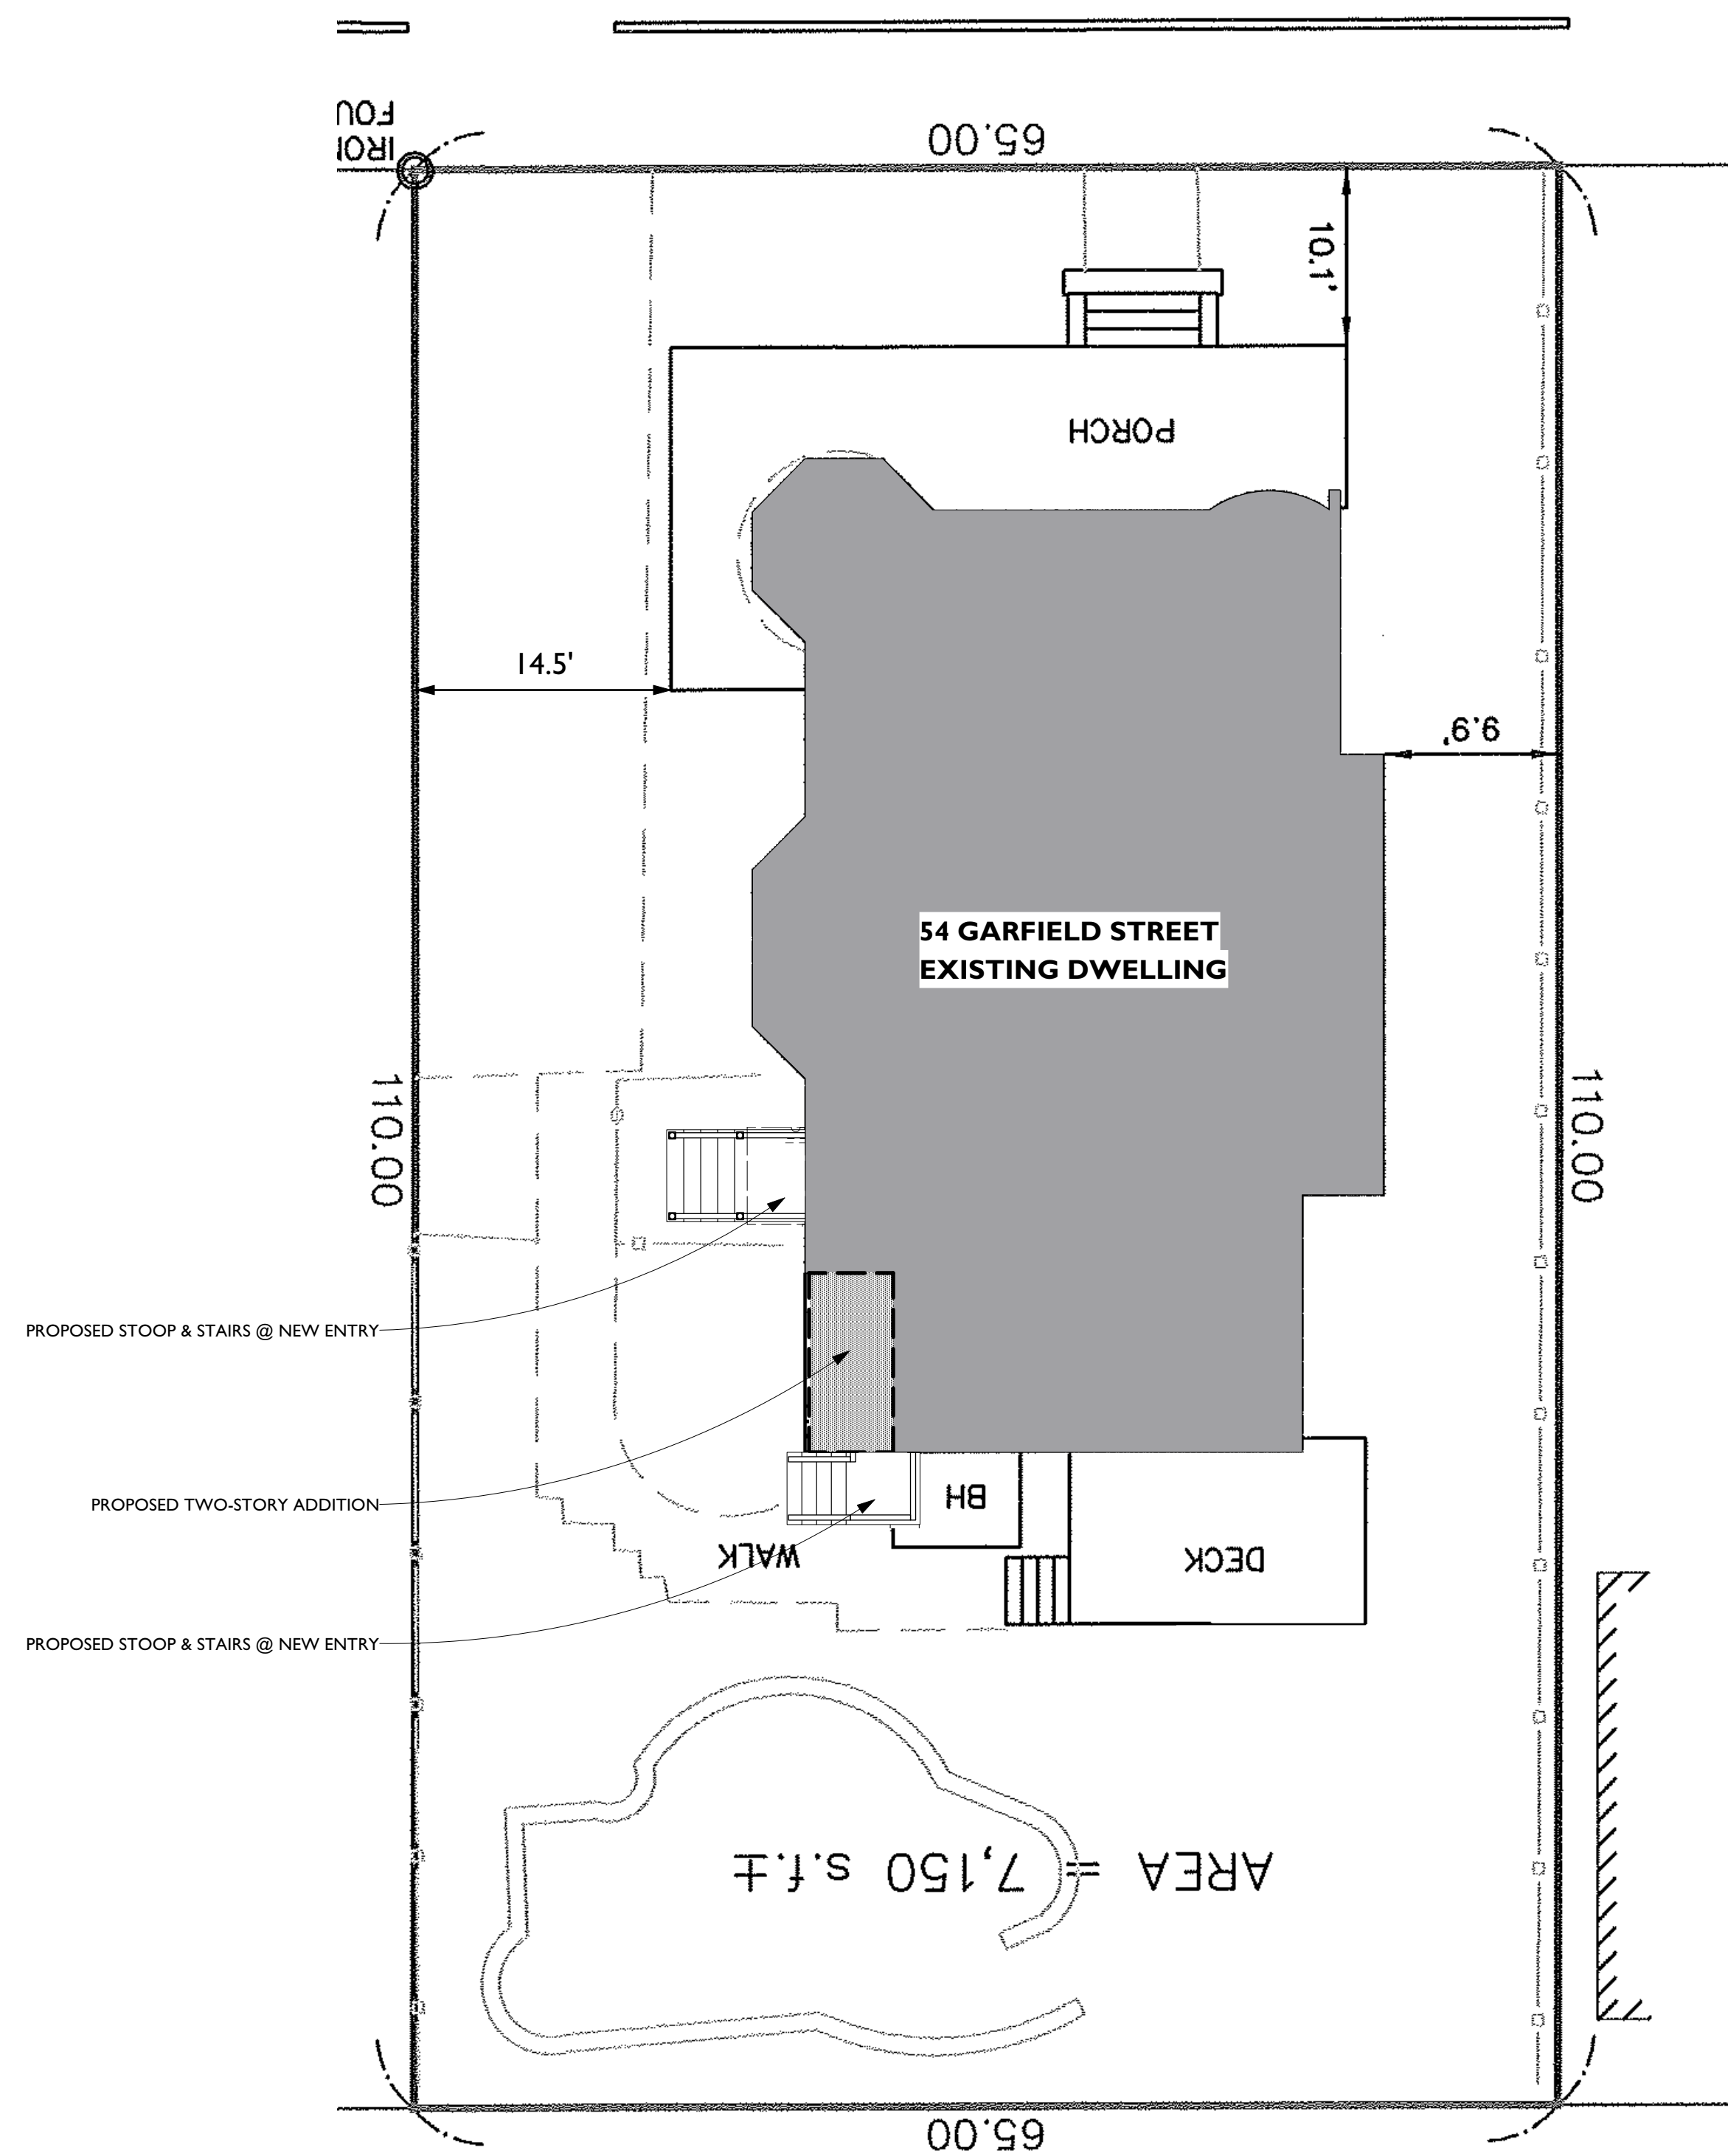 IRON
FOU
65.00
10.1'
PORCH
14.5'
9.9'
54 GARFIELD STREET
EXISTING DWELLING
110.00
110.00
PROPOSED STOOP & STAIRS @ NEW ENTRY
PROPOSED TWO-STORY ADDITION
BH
WALK
DECK
PROPOSED STOOP & STAIRS @ NEW ENTRY
AREA = 7,150 s.f.±
65.00